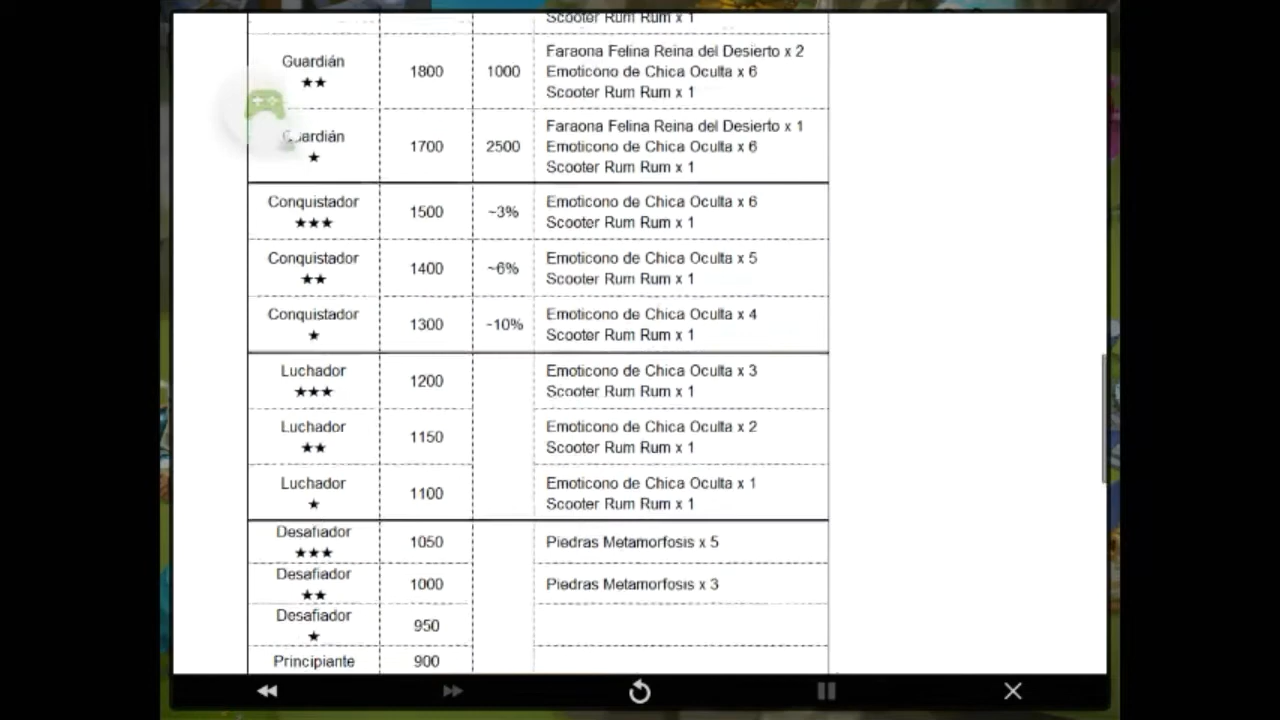 Scooter Rum Rum x 1
Guardián
★★
1800
1000
Faraona Felina Reina del Desierto x 2
Emoticono de Chica Oculta x 6
Scooter Rum Rum x 1
Guardián
★
1700
2500
Faraona Felina Reina del Desierto x 1
Emoticono de Chica Oculta x 6
Scooter Rum Rum x 1
Conquistador
★★★
1500
~3%
Emoticono de Chica Oculta x 6
Scooter Rum Rum x 1
Conquistador
★★
1400
~6%
Emoticono de Chica Oculta x 5
Scooter Rum Rum x 1
Conquistador
★
1300
~10%
Emoticono de Chica Oculta x 4
Scooter Rum Rum x 1
Luchador
★★★
1200
Emoticono de Chica Oculta x 3
Scooter Rum Rum x 1
Luchador
★★
1150
Emoticono de Chica Oculta x 2
Scooter Rum Rum x 1
Luchador
★
1100
Emoticono de Chica Oculta x 1
Scooter Rum Rum x 1
Desafiador
★★★
1050
Piedras Metamorfosis x 5
Desafiador
★★
1000
Piedras Metamorfosis x 3
Desafiador
★
950
Principiante
900